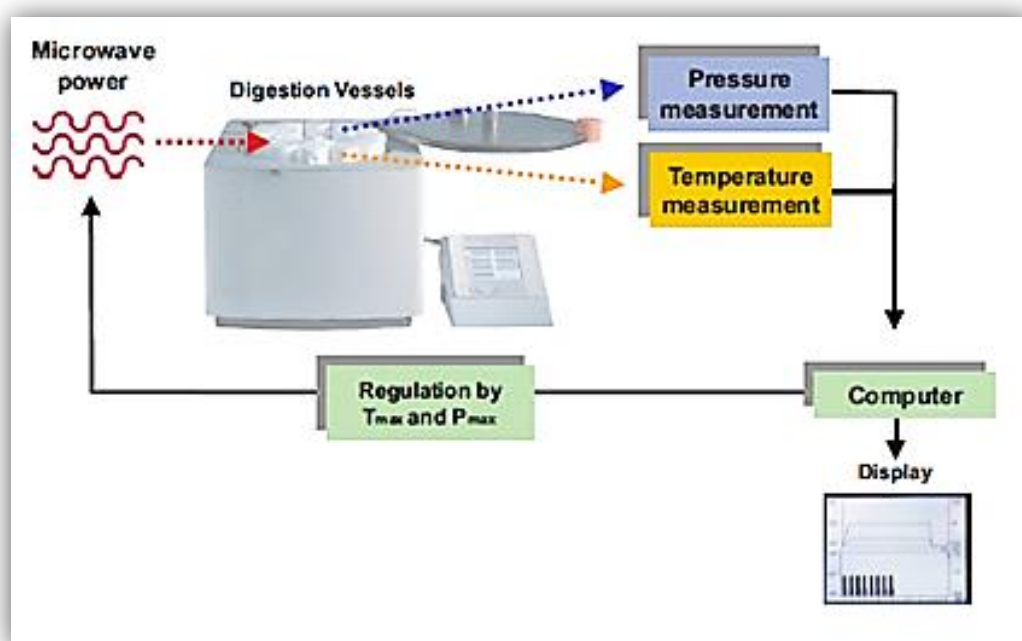 Microwave
power
Digestion Vessels
Pressure
measurement
Temperature
measurement
Regulation by
Tmax and Pmax
Computer
Display